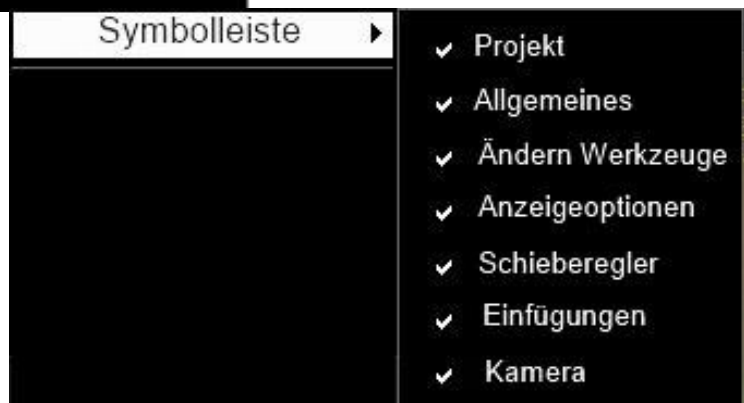 Symbolleiste
Projekt
Allgemeines
Ändern Werkzeuge
Anzeigeoptionen
Schieberegler
Einfügungen
Kamera